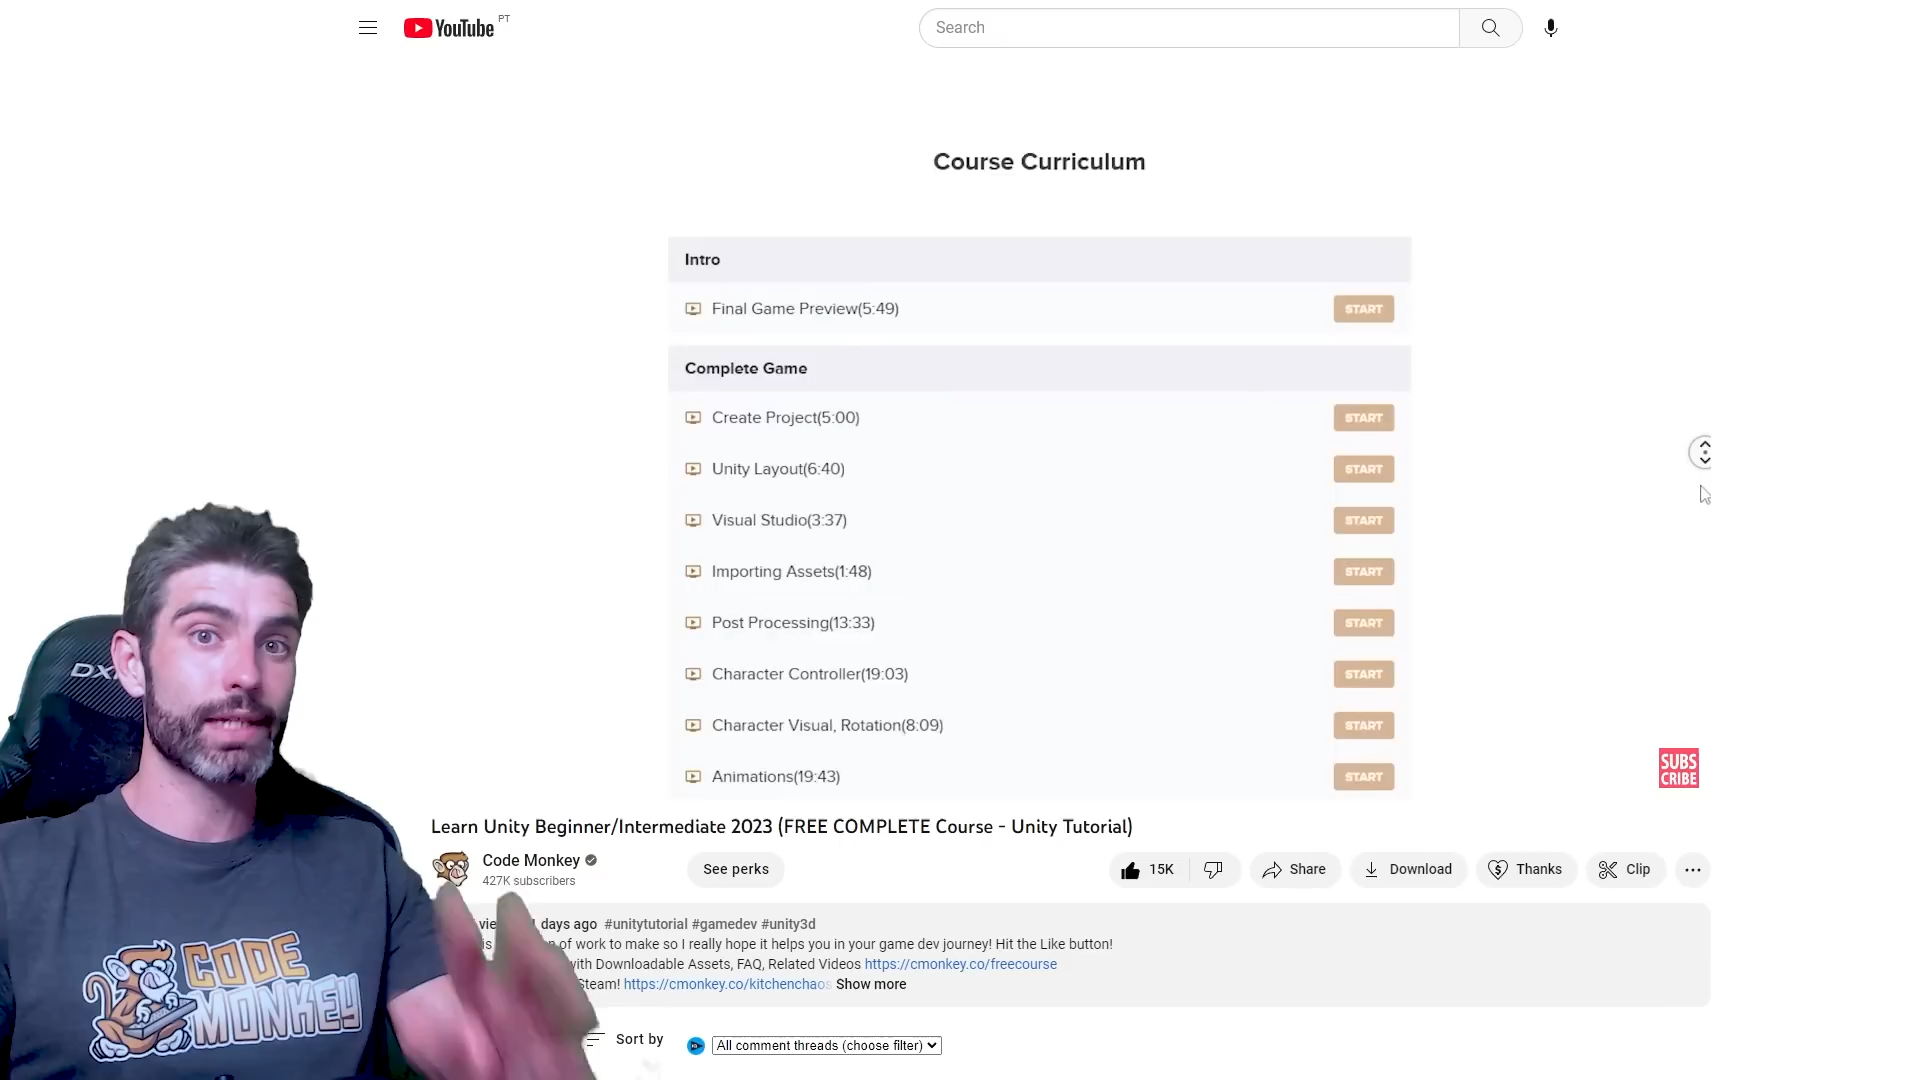 YouTube PT
Search
Course Curriculum
Intro
Final Game Preview(5:49)
START
Complete Game
Create Project(5:00)
START
Unity Layout(6:40)
START
Visual Studio(3:37)
START
Importing Assets(1:48)
START
Post Processing(13:33)
START
Character Controller(19:03)
START
Character Visual, Rotation(8:09)
START
Animations(19:43)
START
SUBS
CRIBE
Learn Unity Beginner/Intermediate 2023 (FREE COMPLETE Course - Unity Tutorial)
Code Monkey
427K subscribers
See perks
15K
Share
Download
Thanks
Clip
days ago #unitytutorial #gamedev #unity3d
of work to make so I really hope it helps you in your game dev journey! Hit the Like button!
with Downloadable Assets, FAQ, Related Videos https://cmonkey.co/freecourse
Steam! https://cmonkey.co/kitchenchaos Show more
Sort by
All comment threads (choose filter)
CODE
MONKEY